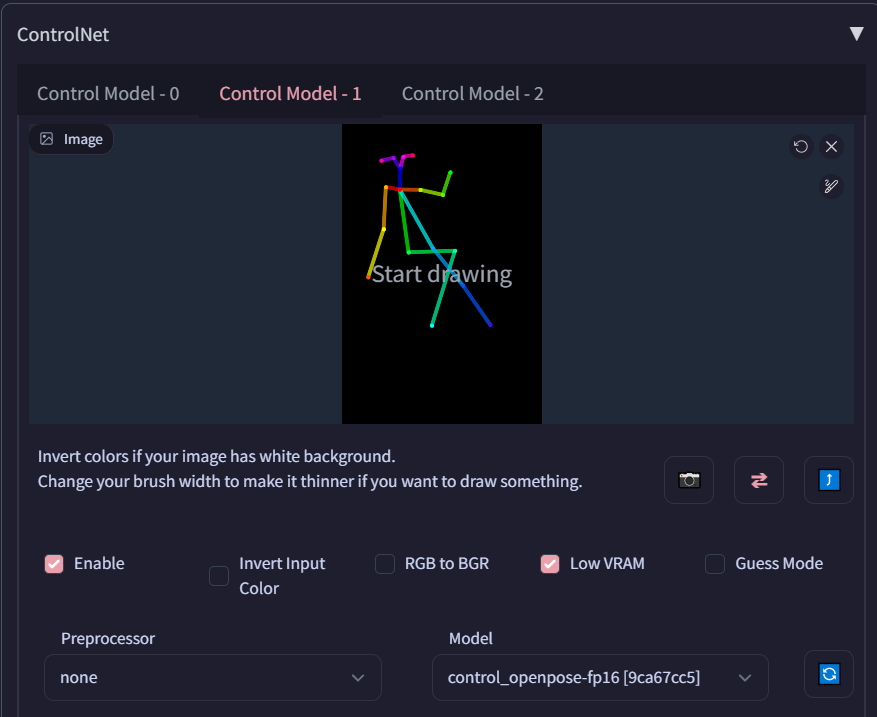 ControlNet
Control Model - 0
Control Model - 1
Control Model - 2
Image
Start drawing
Invert colors if your image has white background.
Change your brush width to make it thinner if you want to draw something.
Enable
Invert Input
Color
RGB to BGR
Low VRAM
Guess Mode
Preprocessor
Model
none
control_openpose-fp16 [9ca67cc5]